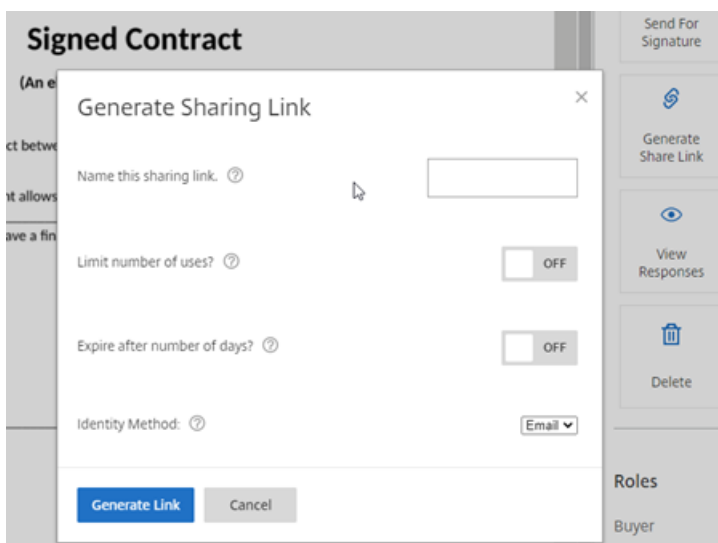 Signed Contract
(An e
ct betwe
nt allows
ave a fin
Generate Sharing Link
Name this sharing link.
Limit number of uses?
OFF
Expire after number of days?
OFF
Identity Method:
Email
Generate Link
Cancel
Send For
Signature
Generate
Share Link
View
Responses
Delete
Roles
Buyer